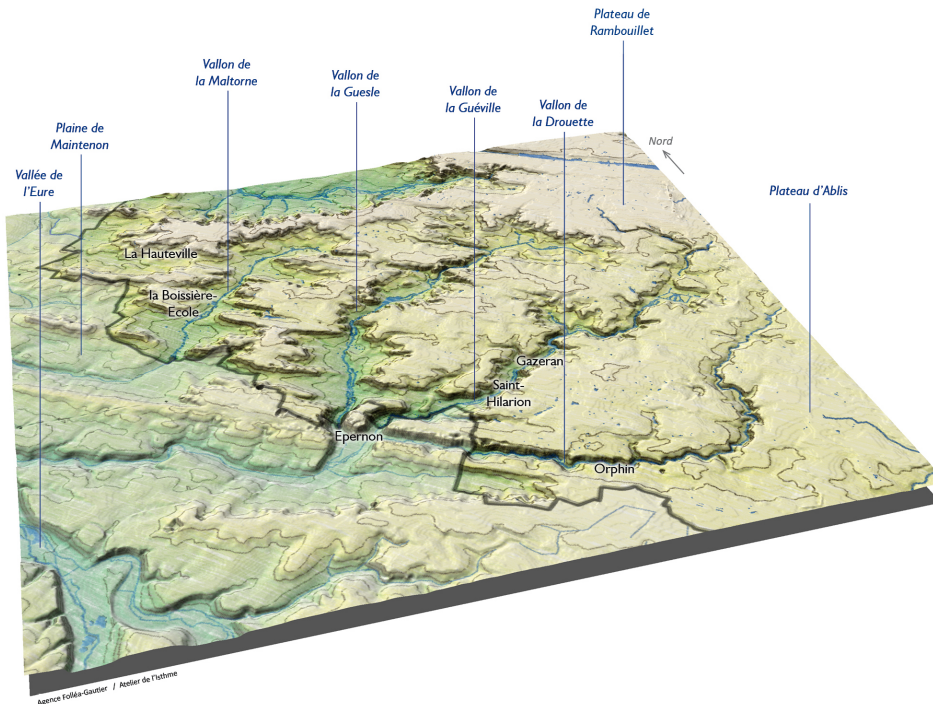 Plateau de
Rambouillet
Vallon de
la Maltorne
Vallon de
la Guesle
Vallon de
la Guéville
Vallon de
la Drouette
Plaine de
Maintenon
Nord
Vallée de
l'Eure
Plateau d'Ablis
La Hauteville
la Boissière-
Ecole
Gazeran
Saint-
Hilarion
Epernon
Orphin
Agence Folléa-Gautier / Atelier de l'Isthme